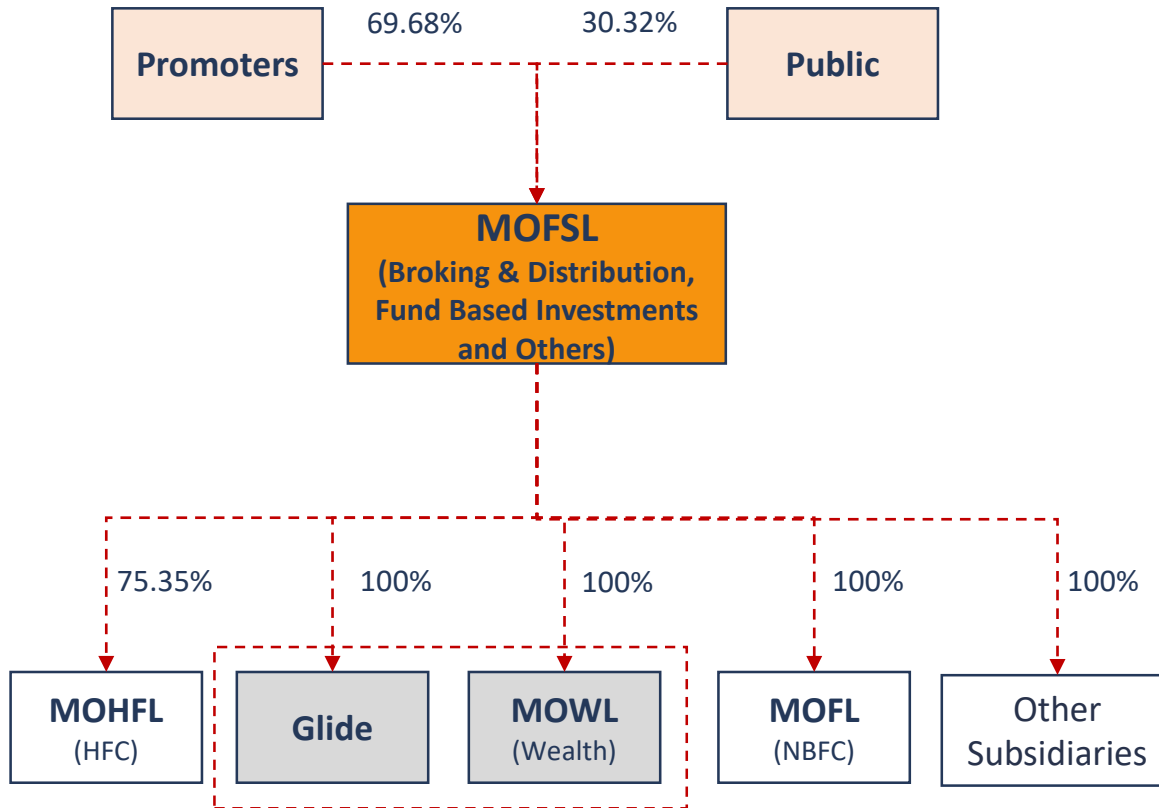 69.68%
30.32%
Promoters
Public
MOFSL
(Broking & Distribution,
Fund Based Investments
and Others)
75.35%
100%
100%
100%
100%
MOHFL
(HFC)
Glide
MOWL
(Wealth)
MOFL
(NBFC)
Other
Subsidiaries